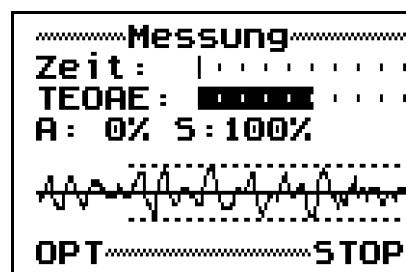 Messung
Zeit:
TEOAE:
A: 0% S:100%
OPT STOP